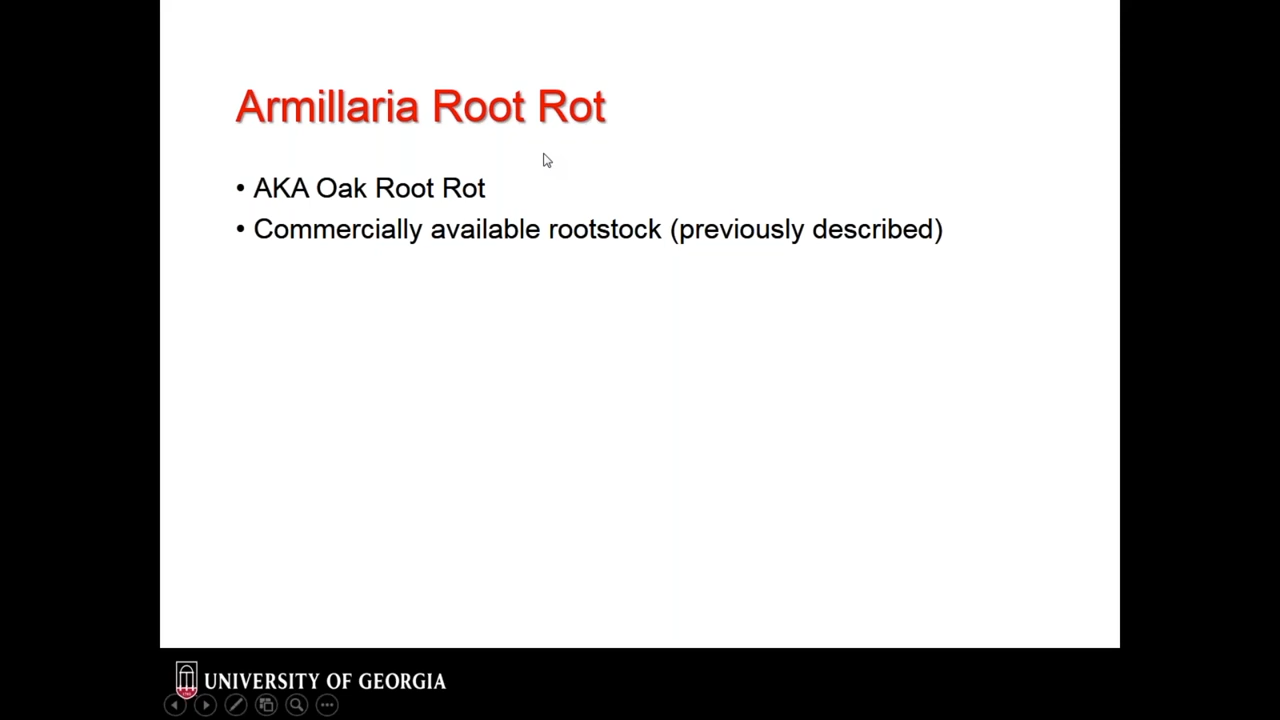 Armillaria Root Rot
• AKA Oak Root Rot
• Commercially available rootstock (previously described)
UNIVERSITY OF GEORGIA